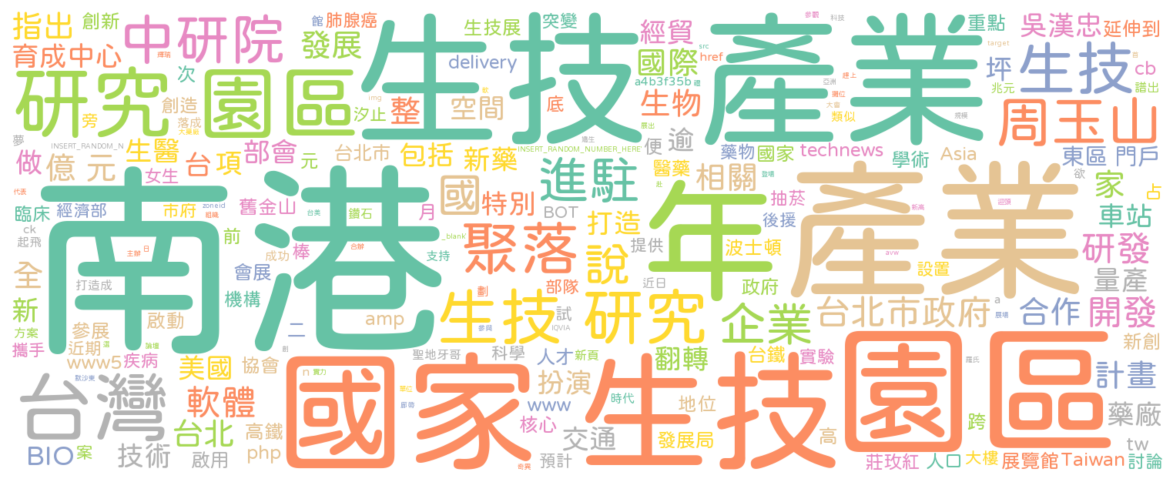 指出
創新
中研院
館
肺腺癌
生技展
突變
經貿
重點
吳漢忠
延伸到
育成中心
發展
delivery
生技產業
國際
href
坪
生技
cb
研究園區
次
創造
旁
落成
汐止
整
空間
底
a4b3f35b
生物
類似
兆元
譜出
周玉山
INSERT_RANDOM_N
INSERT_RANDOM_NUMBER_HERE
便
逾
藥物
國家
technews
學術
東區
門戶
做
億元
生醫
女生
台
項
部會
元
台北市
包括
新藥
進駐
醫藥
相關
Asia
家
占
臨床
經濟部
市府
zoneid
舊金山
鑽石
國
特別
月
BOT
年
抽菸
後援
產業
車站
ck
起飛
南港
前
棒
成功
支持
_blank
聚落
打造
提供
說
波士頓
政府
設置
研發
量產
全
打造成
會展
機構
部隊
近日
新
方案
攜手
參展
近期
啟動
二
amp
生技
研究
試
IQVIA
企業
台北市政府
合作
開發
新創
www5
疾病
美國
協會
聖地牙哥
科學
人才
新頁
翻轉
台鐵
實驗
台灣
軟體
國家生技園區
扮演
www
時代
地位
核心
計畫
藥廠
跨
BIO
案
技術
台北
高鐵
php
啟用
交通
預計
發展局
高
莊玫紅
人口
大樓
展覽館
Taiwan
tw
討論